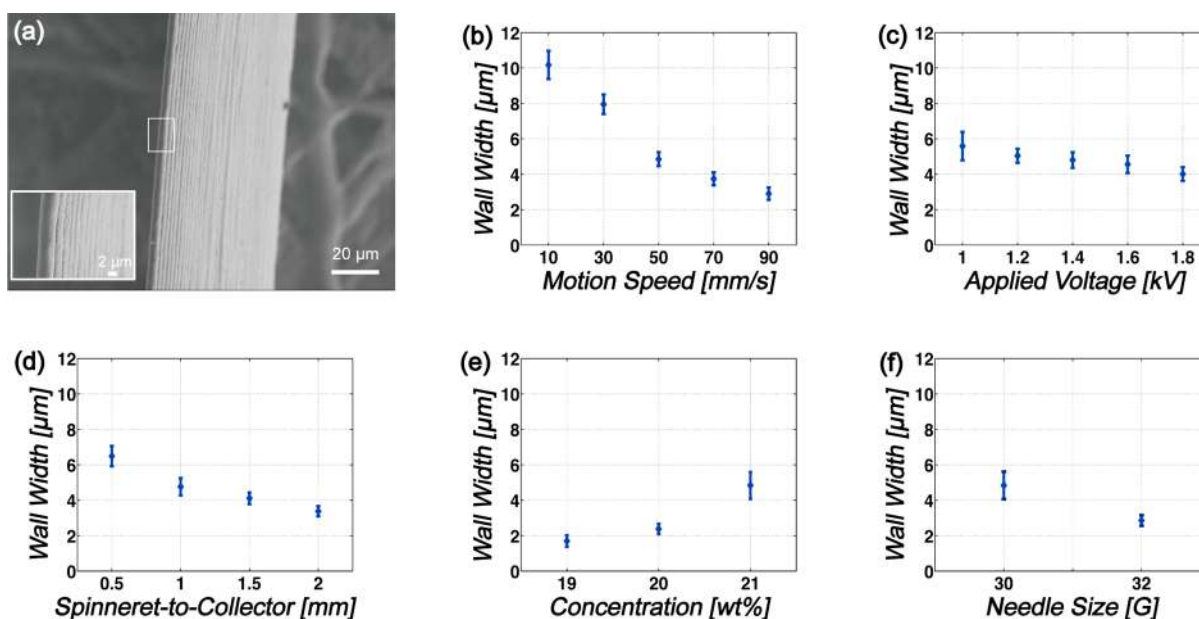 (a)
2 µm
20 µm
(b)
Wall Width [µm]
12
10
8
6
4
2
0
10 30 50 70 90
Motion Speed [mm/s]
(c)
Wall Width [µm]
12
10
8
6
4
2
0
1 1.2 1.4 1.6 1.8
Applied Voltage [kV]
(d)
Wall Width [µm]
12
10
8
6
4
2
0
0.5 1 1.5 2
Spinneret-to-Collector [mm]
(e)
Wall Width [µm]
12
10
8
6
4
2
0
19 20 21
Concentration [wt%]
(f)
Wall Width [µm]
12
10
8
6
4
2
0
30 32
Needle Size [G]